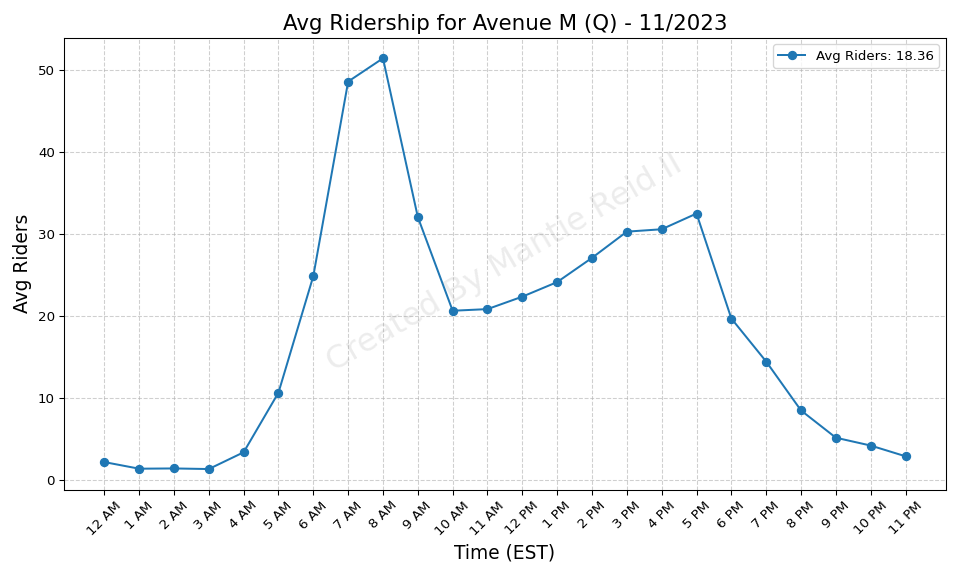 Avg Ridership for Avenue M (Q) - 11/2023
Avg Riders: 18.36
Avg Riders
50
40
30
20
10
0
Created By Mantie Reid II
12 AM
1 AM
2 AM
3 AM
4 AM
5 AM
6 AM
7 AM
8 AM
9 AM
10 AM
11 AM
12 PM
1 PM
2 PM
3 PM
4 PM
5 PM
6 PM
7 PM
8 PM
9 PM
10 PM
11 PM
Time (EST)